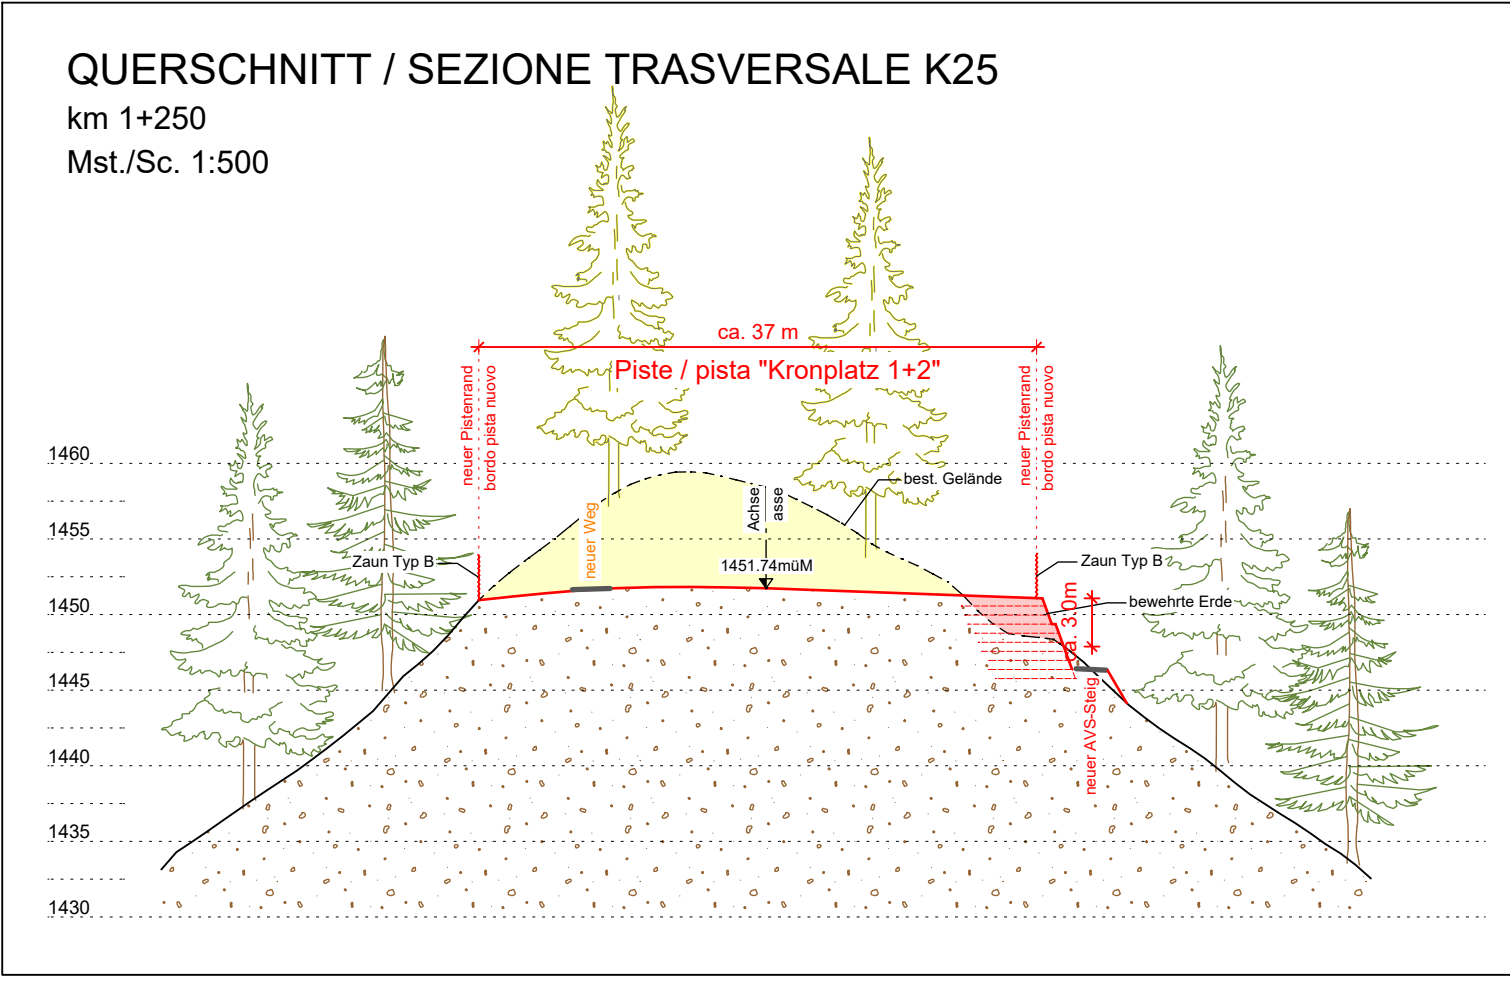 QUERSCHNITT / SEZIONE TRASVERSALE K25
km 1+250
Mst./Sc. 1:500
ca. 37 m
Piste / pista "Kronplatz 1+2"
neuer Pistenrand
bordo pista nuovo
neuer Pistenrand
bordo pista nuovo
1460
best. Gelände
Achse
asse
neuer Weg
1455
Zaun Typ B
1451.74müM
Zaun Typ B
bewehrte Erde
ca. 3.0m
1450
1445
neuer AVS-Steig
1440
1435
1430